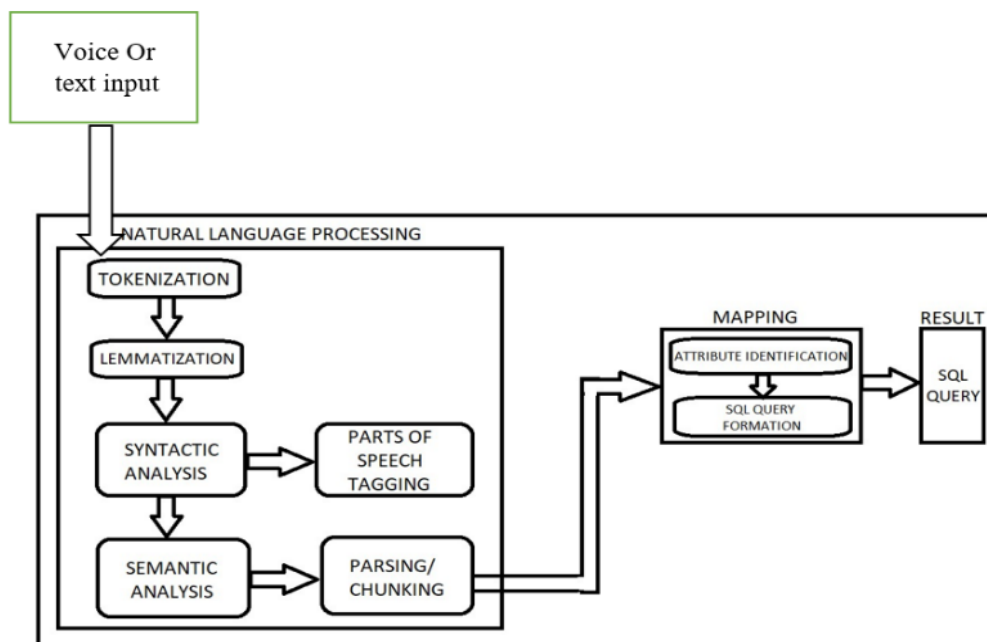 Voice Or
text input
NATURAL LANGUAGE PROCESSING
TOKENIZATION
LEMMATIZATION
SYNTACTIC
ANALYSIS
PARTS OF
SPEECH
TAGGING
SEMANTIC
ANALYSIS
PARSING/
CHUNKING
MAPPING
ATTRIBUTE IDENTIFICATION
SQL QUERY
FORMATION
RESULT
SQL
QUERY